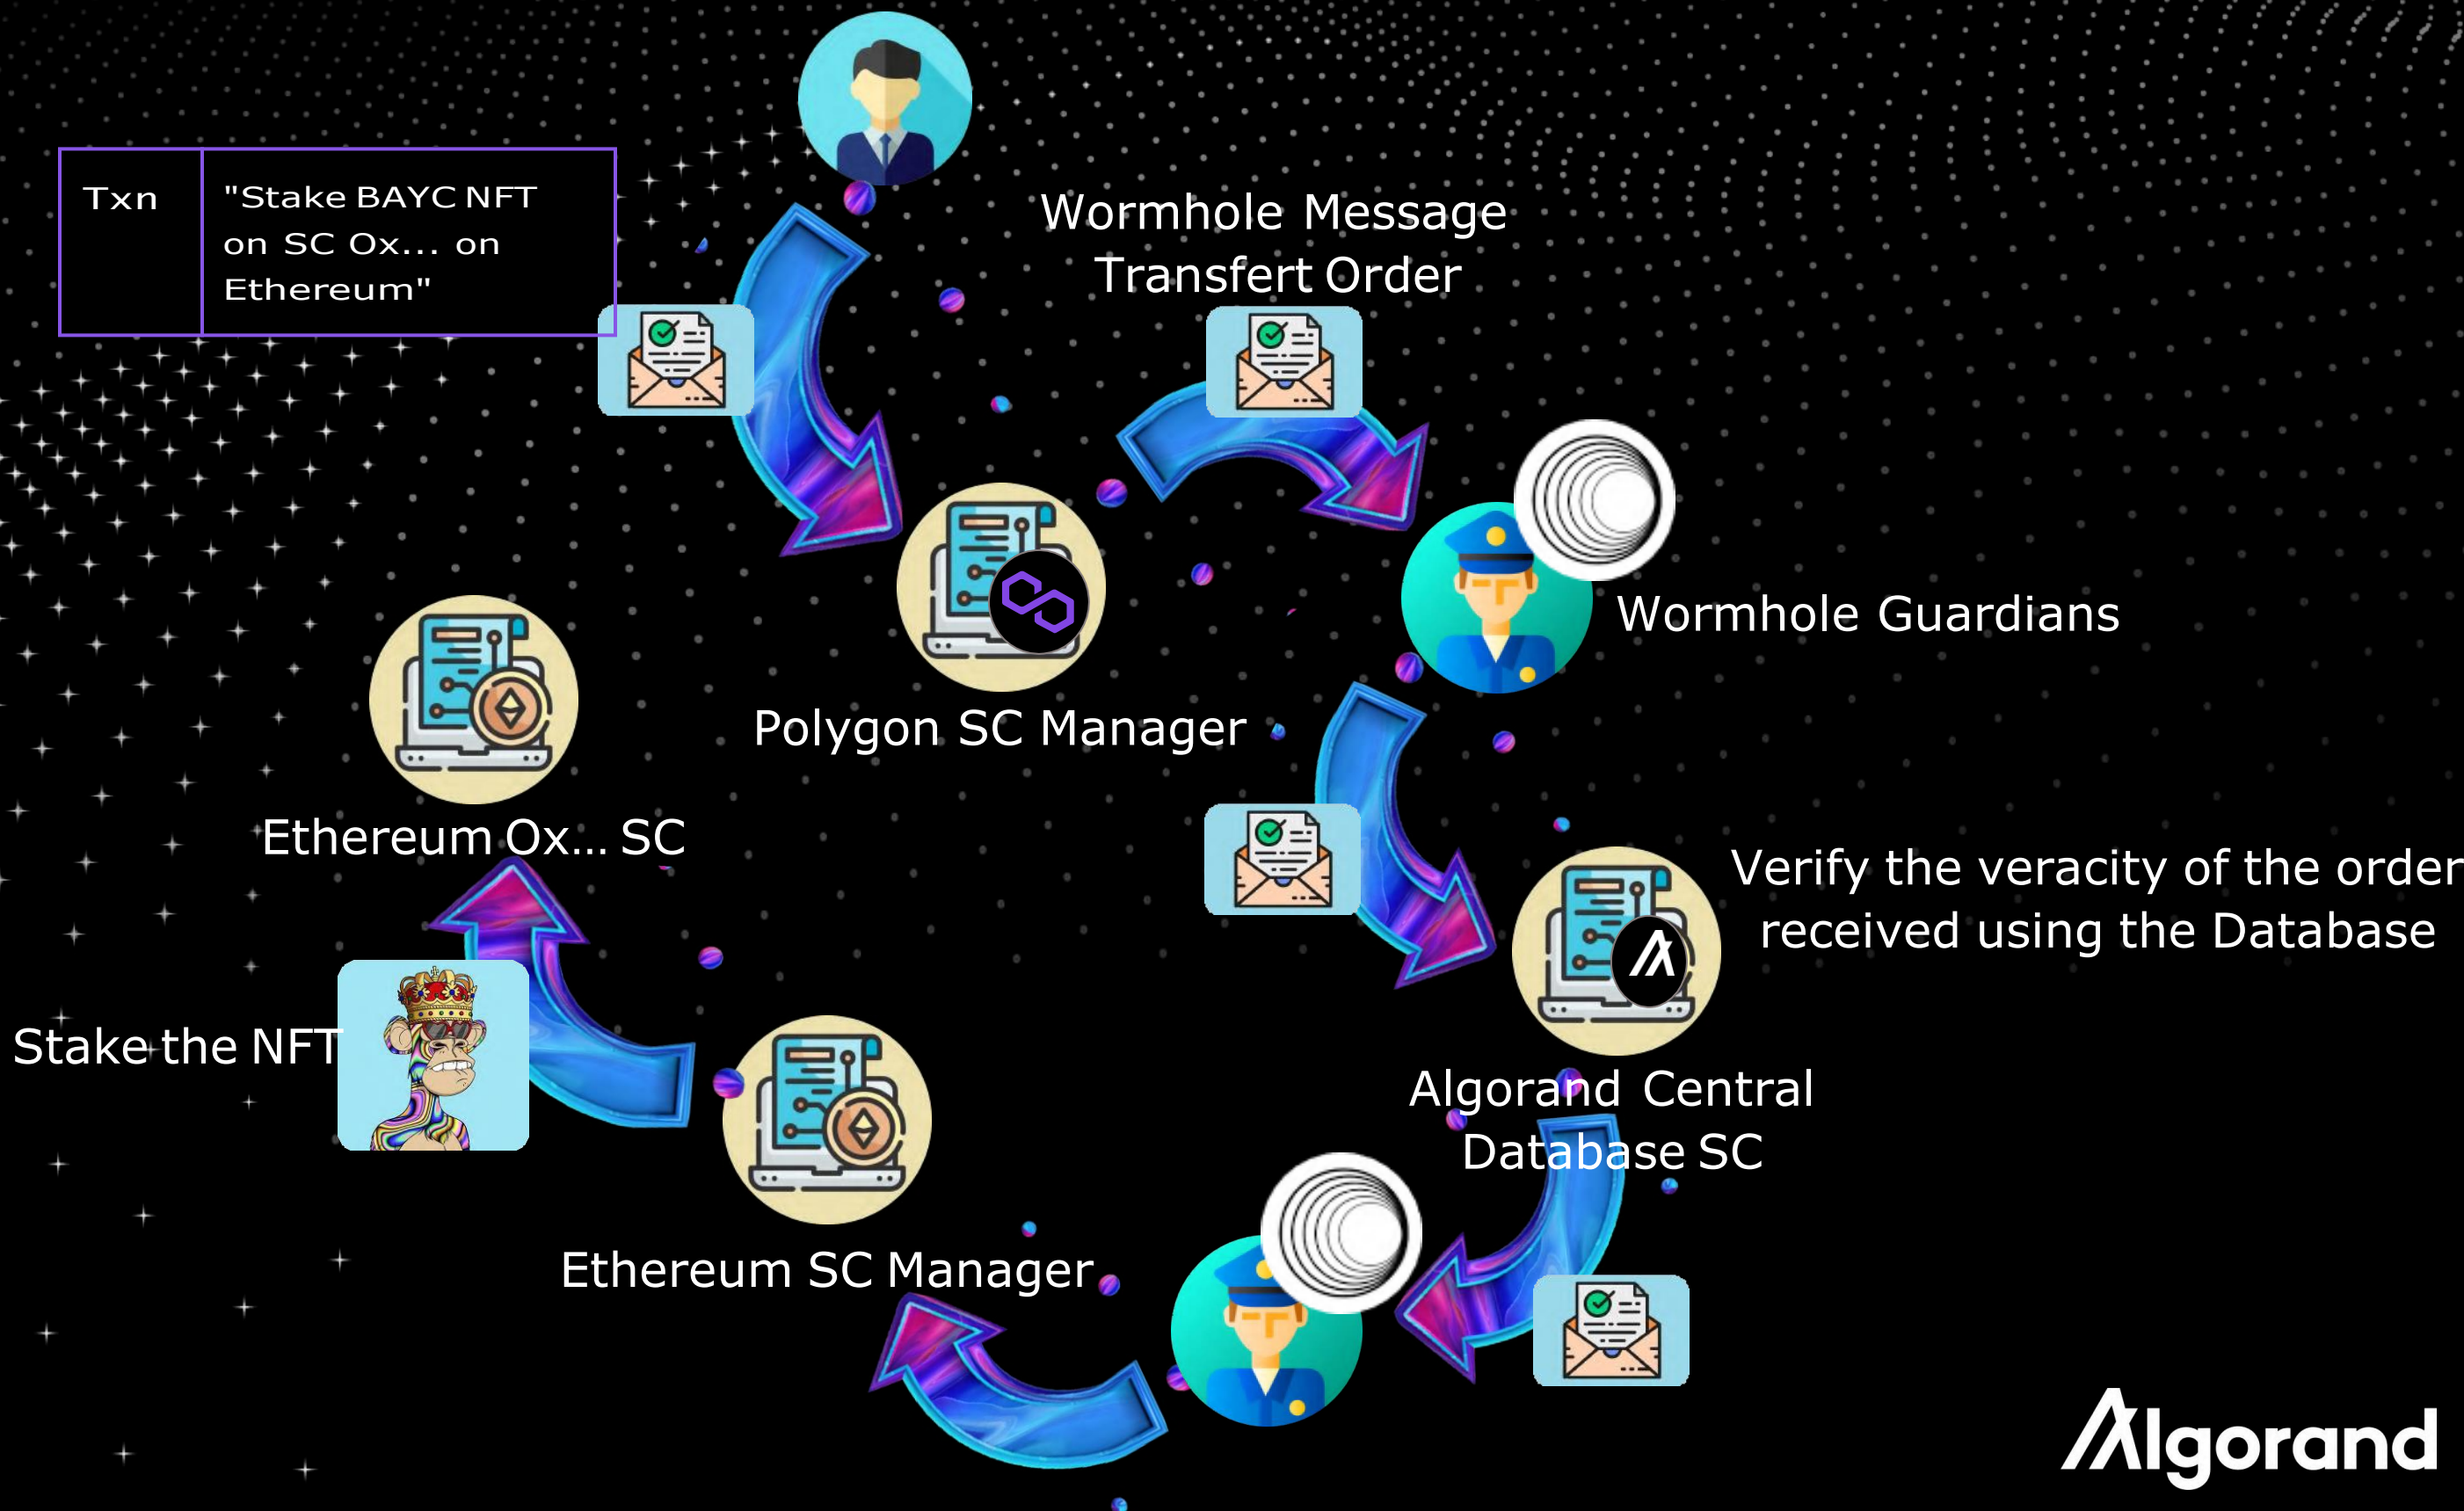 Txn
"Stake BAYC NFT
on SC Ox... on
Ethereum"
Wormhole Message
Transfert Order
Wormhole Guardians
Polygon SC Manager
Ethereum Ox... SC
Verify the veracity of the order
received using the Database
Stake the NFT
Algorand Central
Database SC
Ethereum SC Manager
Algorand